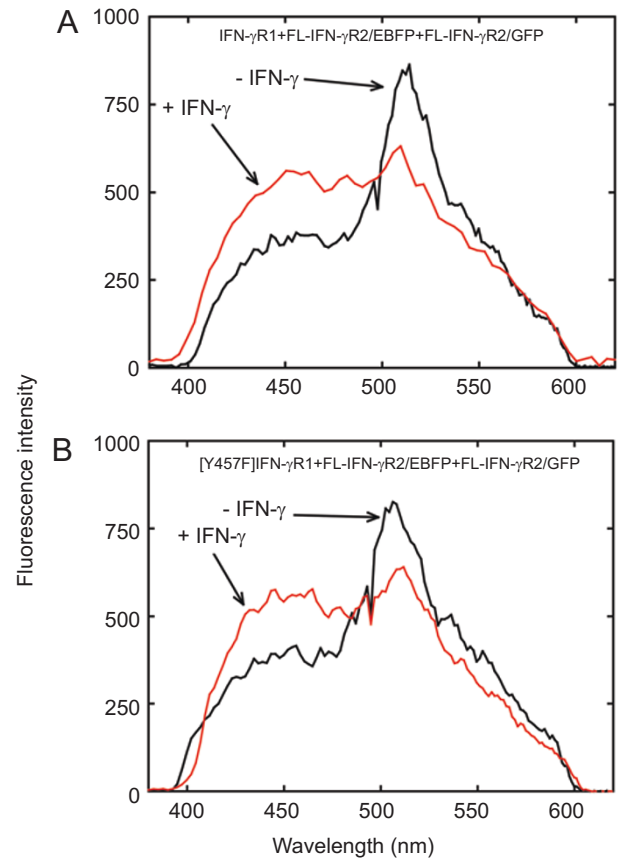 A
IFN-γR1+FL-IFN-γR2/EBFP+FL-IFN-γR2/GFP
- IFN-γ
+ IFN-γ
1000
750
500
250
0
400 450 500 550 600
B
[Y457F]IFN-γR1+FL-IFN-γR2/EBFP+FL-IFN-γR2/GFP
- IFN-γ
+ IFN-γ
1000
750
500
250
0
400 450 500 550 600
Fluorescence intensity
Wavelength (nm)